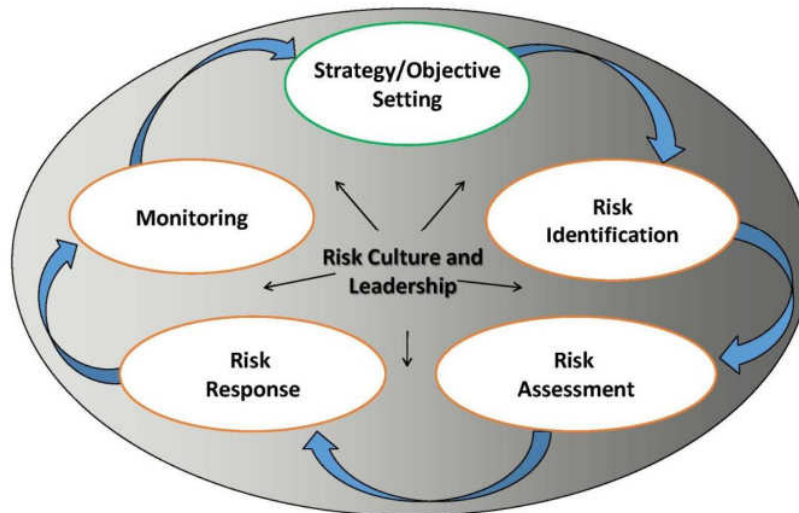 Strategy/Objective
Setting
Monitoring
Risk
Identification
Risk Culture and
Leadership
Risk
Response
Risk
Assessment